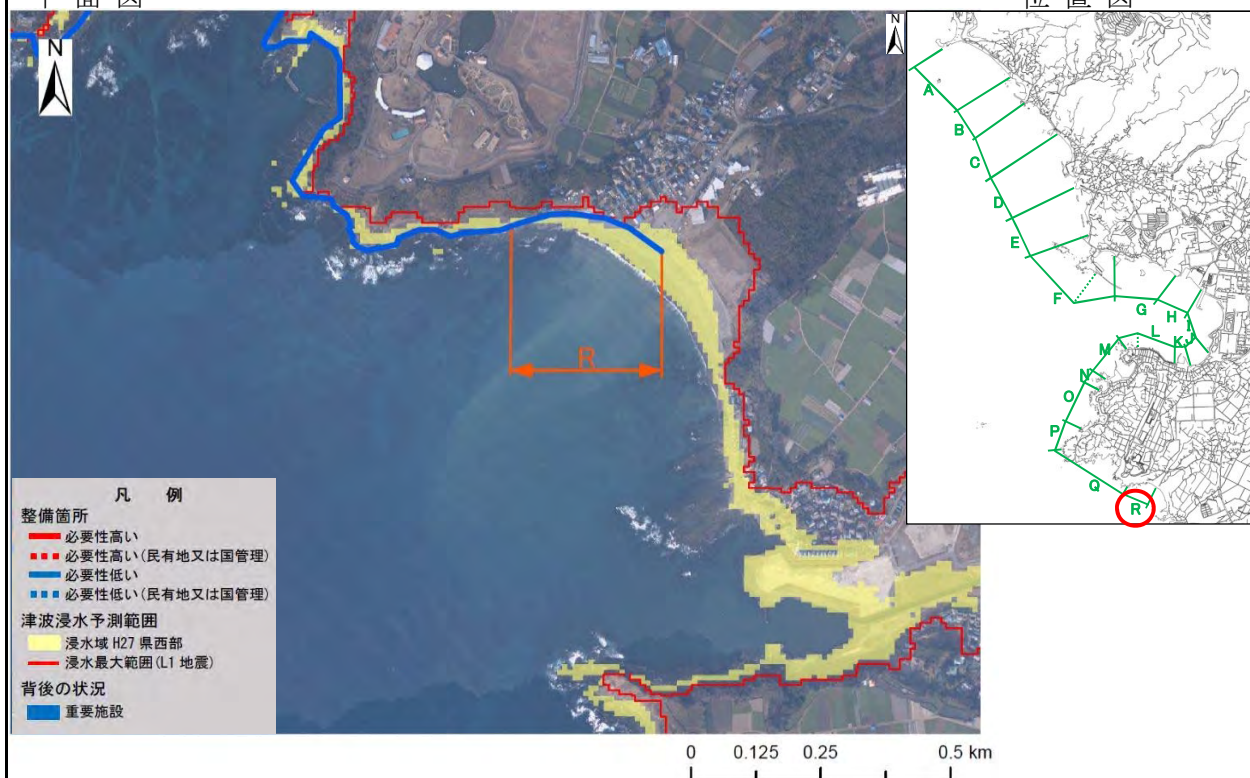 平面図
位置図
N
R
凡 例
整備箇所
必要性高い
必要性高い(民有地又は国管理)
必要性低い
必要性低い(民有地又は国管理)
津波浸水予測範囲
浸水域 H27 県西部
浸水最大範囲(L1 地震)
背後の状況
重要施設
0 0.125 0.25 0.5 km
N
A
B
C
D
E
F
G
H
I
J
K
L
M
N
O
P
Q
R